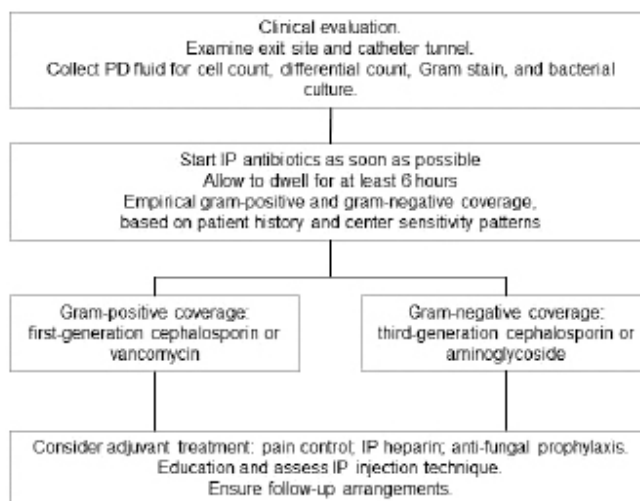 Clinical evaluation.
Examine exit site and catheter tunnel.
Collect PD fluid for cell count, differential count, Gram stain, and bacterial
culture.
Start IP antibiotics as soon as possible
Allow to dwell for at least 6 hours
Empirical gram-positive and gram-negative coverage,
based on patient history and center sensitivity patterns
Gram-positive coverage:
first-generation cephalosporin or
vancomycin
Gram-negative coverage:
third-generation cephalosporin or
aminoglycoside
Consider adjuvant treatment: pain control; IP heparin; anti-fungal prophylaxis.
Education and assess IP injection technique.
Ensure follow-up arrangements.